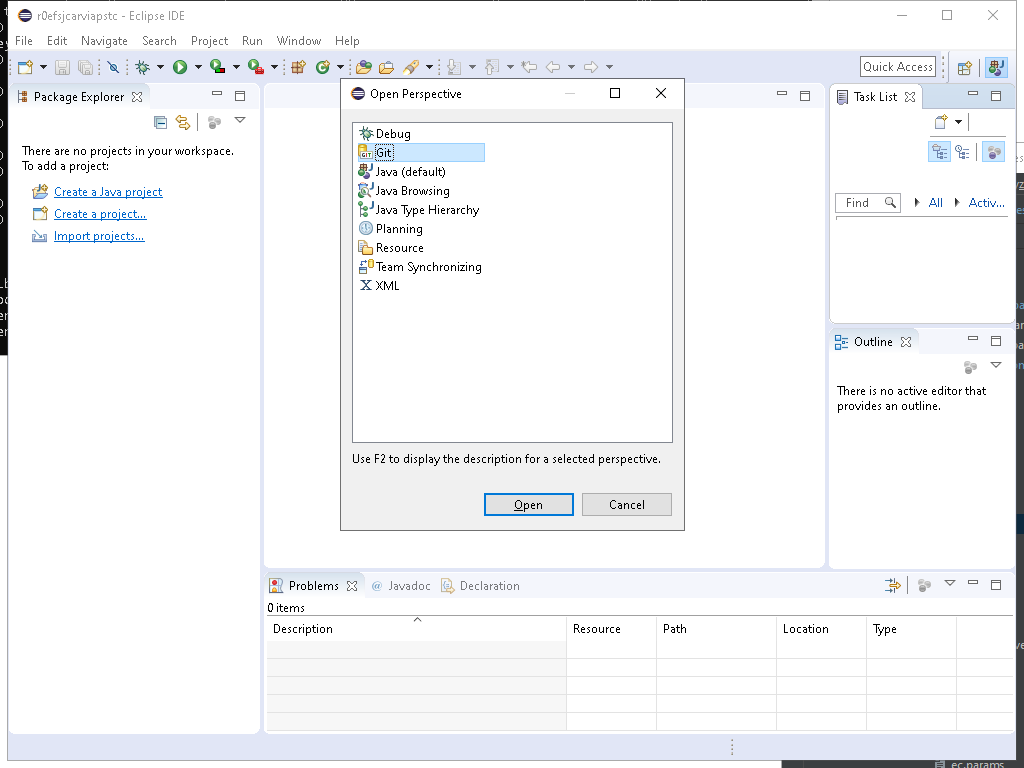 r0efsjcarviapstc - Eclipse IDE
File Edit Navigate Search Project Run Window Help
Quick Access
Package Explorer
There are no projects in your workspace.
To add a project:
Create a Java project
Create a project...
Import projects...
Open Perspective
Debug
GIT Git
Java (default)
Java Browsing
Java Type Hierarchy
Planning
Resource
Team Synchronizing
XML
Use F2 to display the description for a selected perspective.
Open Cancel
Task List
Find All Activ...
Outline
There is no active editor that
provides an outline.
Problems @ Javadoc Declaration
0 items
Description Resource Path Location Type
ec.params